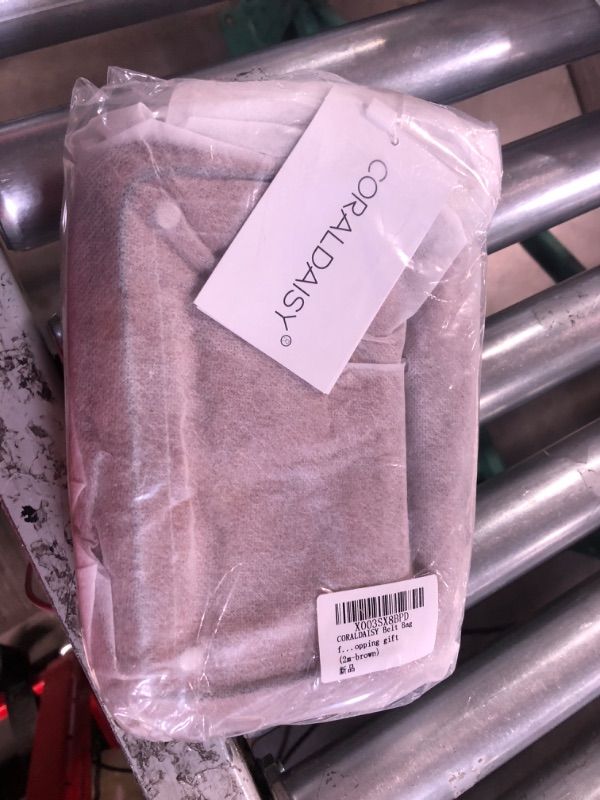 CORALDAISY®
X003SX8BPD
CORALDAISY Belt Bag
f...opping gift
(2m-brown)
新品